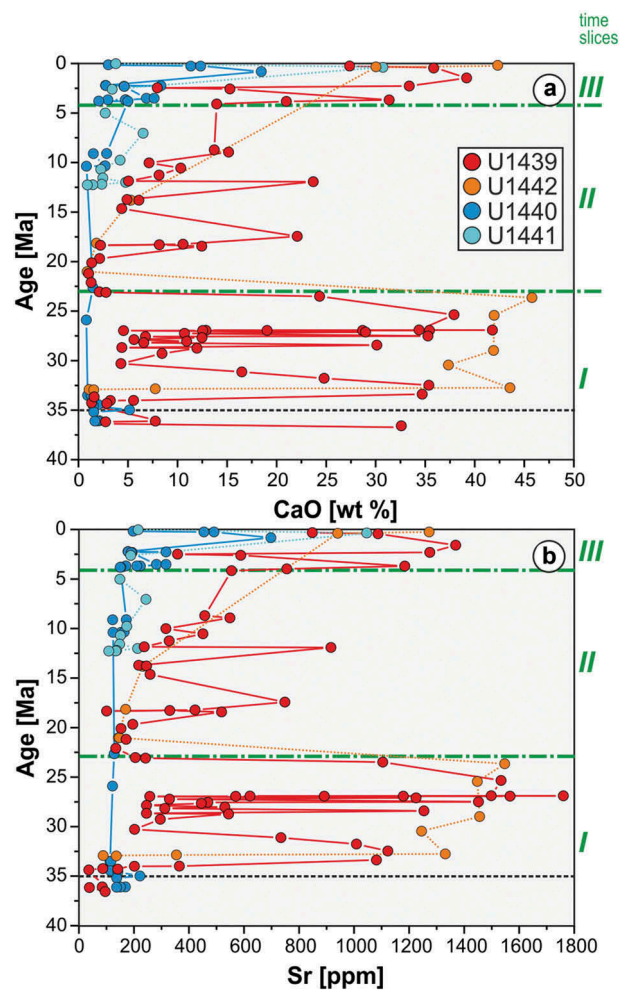 time
slices
0
5
10
15
20
25
30
35
40
Age [Ma]
a
U1439
U1442
U1440
U1441
III
II
I
0 5 10 15 20 25 30 35 40 45 50
CaO [wt %]
0
5
10
15
20
25
30
35
40
Age [Ma]
b
III
II
I
0 200 400 600 800 1000 1200 1400 1600 1800
Sr [ppm]